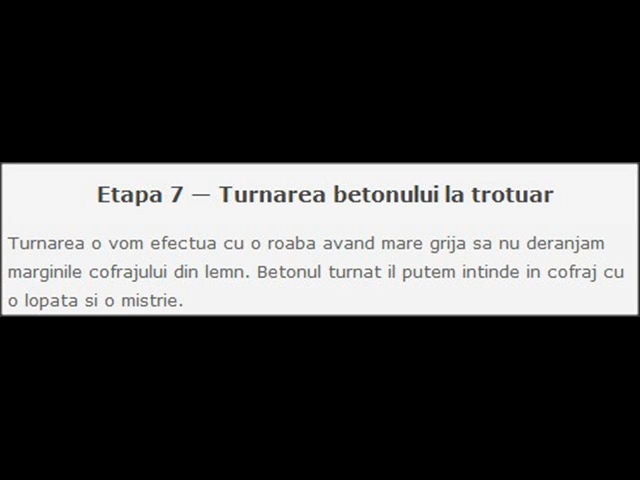 Etapa 7 — Turnarea betonului la trotuar
Turnarea o vom efectua cu o roaba avand mare grija sa nu deranjam
marginile cofrajului din lemn. Betonul turnat il putem intinde in cofraj cu
o lopata si o mistrie.